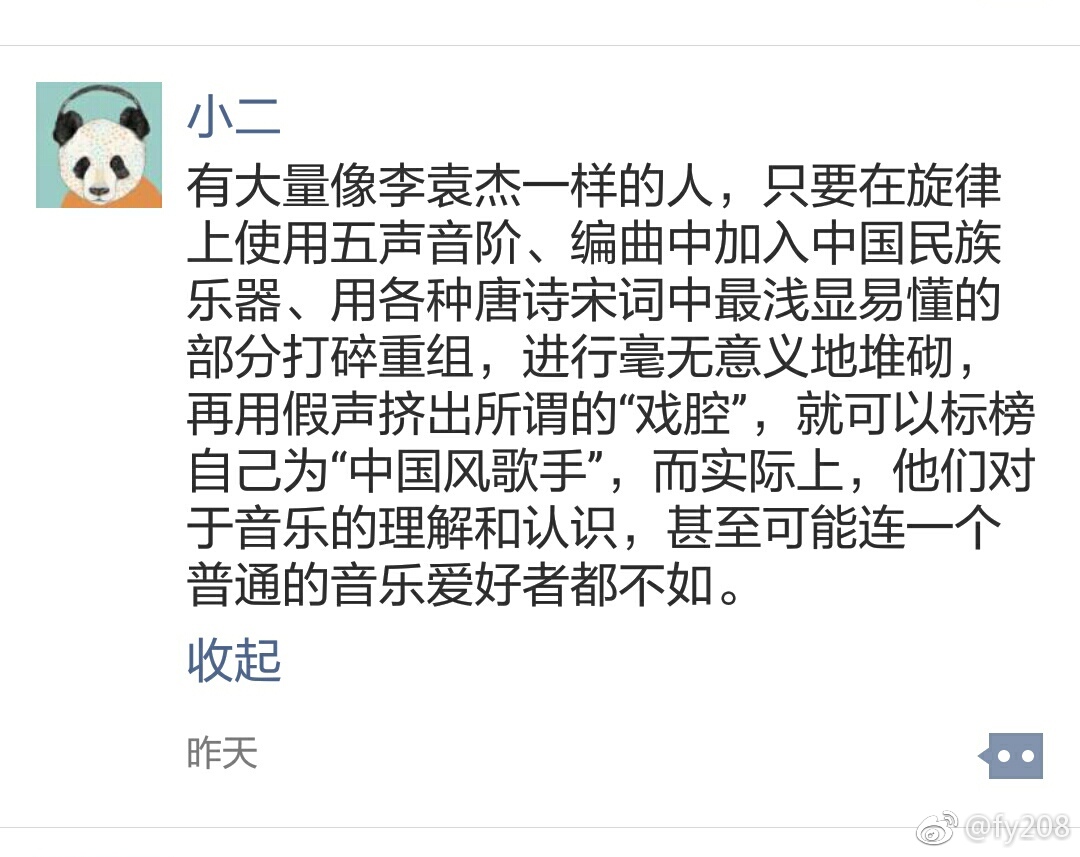 小二
有大量像李袁杰一样的人，只要在旋律
上使用五声音阶、编曲中加入中国民族
乐器、用各种唐诗宋词中最浅显易懂的
部分打碎重组，进行毫无意义地堆砌，
再用假声挤出所谓的“戏腔”，就可以标榜
自己为“中国风歌手”，而实际上，他们对
于音乐的理解和认识，甚至可能连一个
普通的音乐爱好者都不如。
收起
昨天
@fy208